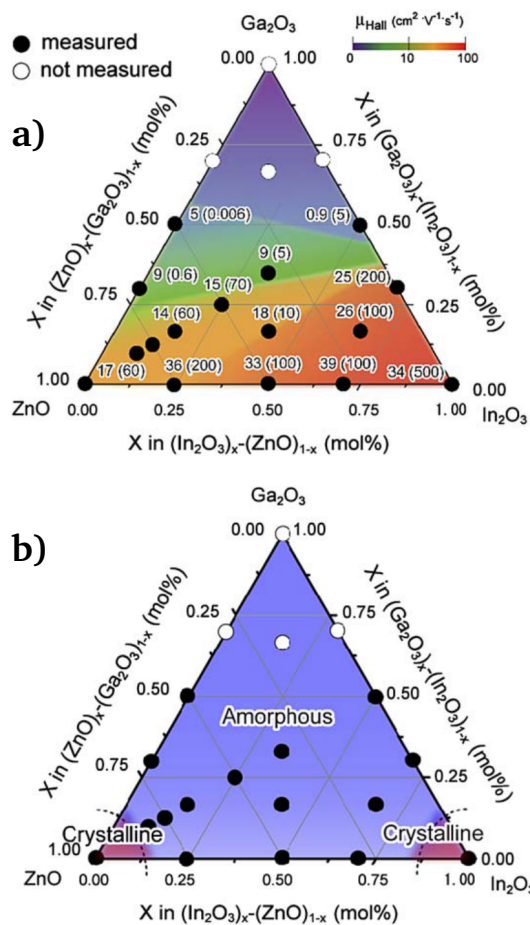 ● measured
○ not measured
μHall (cm² ·V⁻¹·s⁻¹)
0 10 100
a)
Ga₂O₃
0.00 1.00
0.25 0.75
0.50 0.50
0.75 0.25
1.00 0.00
X in (ZnO)ₓ-(Ga₂O₃)₁₋ₓ (mol%)
X in (Ga₂O₃)ₓ-(In₂O₃)₁₋ₓ (mol%)
5 (0.006) 0.9 (5)
9 (5)
9 (0.6) 15 (70) 25 (200)
14 (60) 18 (10) 26 (100)
17 (60) 36 (200) 33 (100) 39 (100) 34 (500)
ZnO 0.00 0.25 0.50 0.75 1.00 In₂O₃
X in (In₂O₃)ₓ-(ZnO)₁₋ₓ (mol%)
b)
Ga₂O₃
0.00 1.00
0.25 0.75
0.50 0.50
0.75 0.25
1.00 0.00
X in (ZnO)ₓ-(Ga₂O₃)₁₋ₓ (mol%)
X in (Ga₂O₃)ₓ-(In₂O₃)₁₋ₓ (mol%)
Amorphous
Crystalline Crystalline
ZnO 0.00 0.25 0.50 0.75 1.00 In₂O₃
X in (In₂O₃)ₓ-(ZnO)₁₋ₓ (mol%)